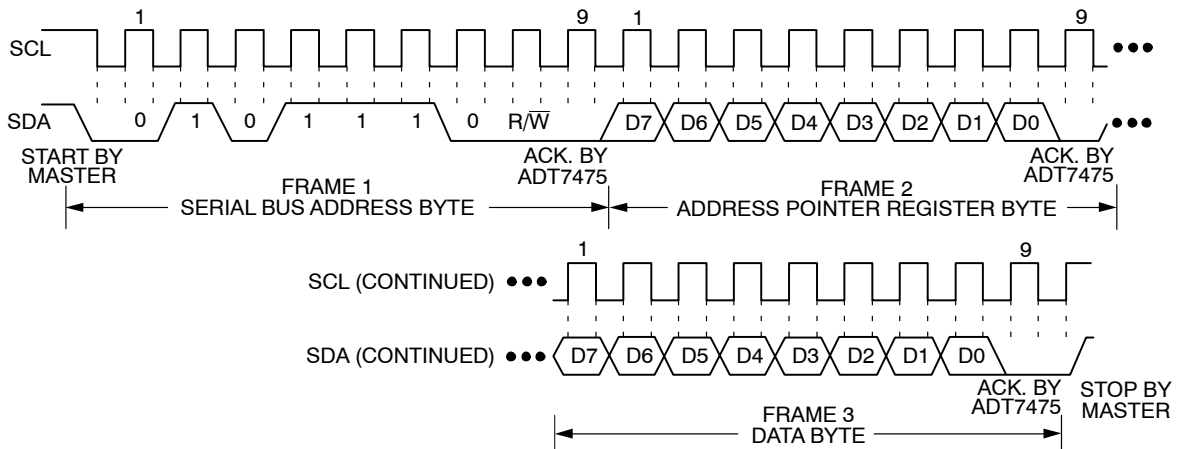 1 9 1 9
SCL
SDA
0 1 0 1 1 1 0 R/W̅ D7 D6 D5 D4 D3 D2 D1 D0
START BY
MASTER
ACK. BY
ADT7475
ACK. BY
ADT7475
FRAME 1
SERIAL BUS ADDRESS BYTE
FRAME 2
ADDRESS POINTER REGISTER BYTE
1 9
SCL (CONTINUED)
SDA (CONTINUED)
D7 D6 D5 D4 D3 D2 D1 D0
ACK. BY
ADT7475
STOP BY
MASTER
FRAME 3
DATA BYTE